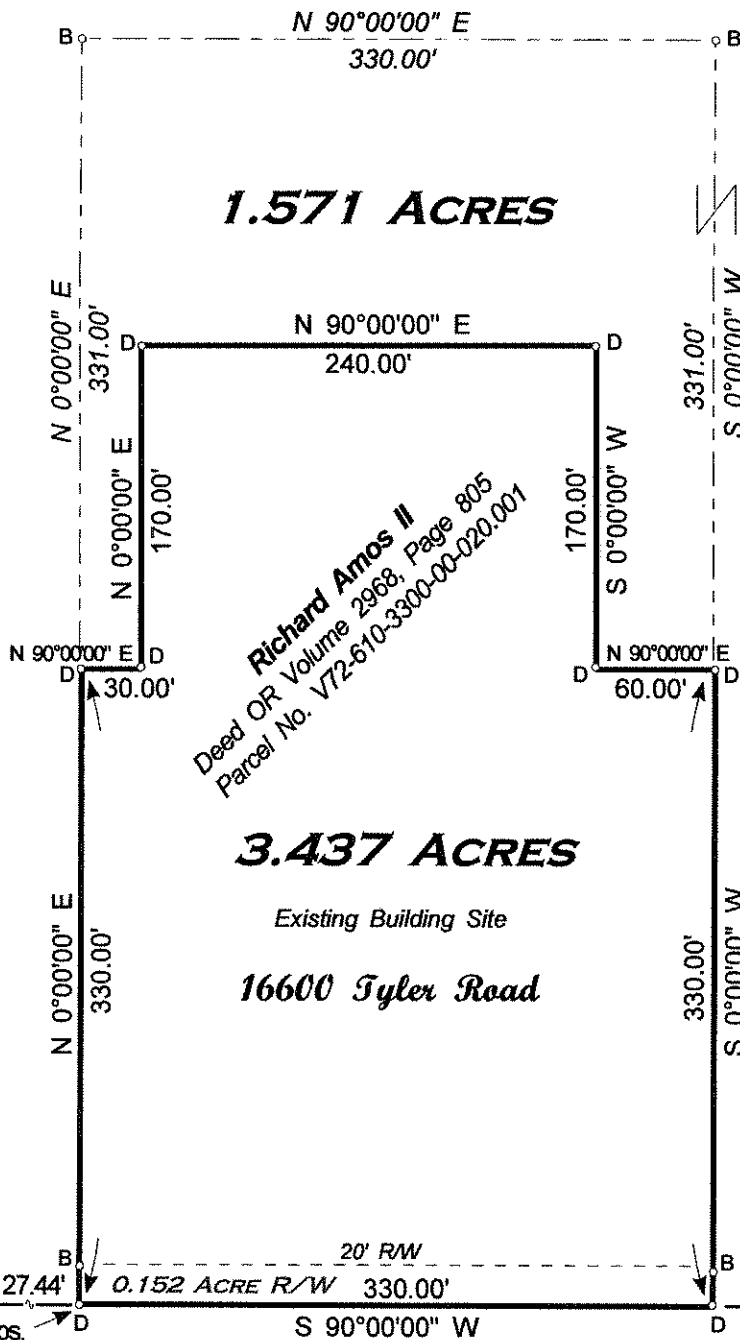 N 90°00'00" E
B
B
330.00'
1.571 ACRES
N 0°00'00" E
331.00'
331.00'
S 0°00'00" W
N 90°00'00" E
D
D
240.00'
N 0°00'00" E
170.00'
170.00'
S 0°00'00" W
Richard Amos II
Deed OR Volume 2968, Page 805
Parcel No. V72-610-3300-00-020.001
N 90°00'00" E
D
D
30.00'
N 90°00'00" E
D
D
60.00'
3.437 ACRES
Existing Building Site
16600 Tyler Road
N 0°00'00" E
330.00'
330.00'
S 0°00'00" W
20' R/W
B
B
27.44'
0.152 ACRE R/W
330.00'
D
D
S 90°00'00" W
os.